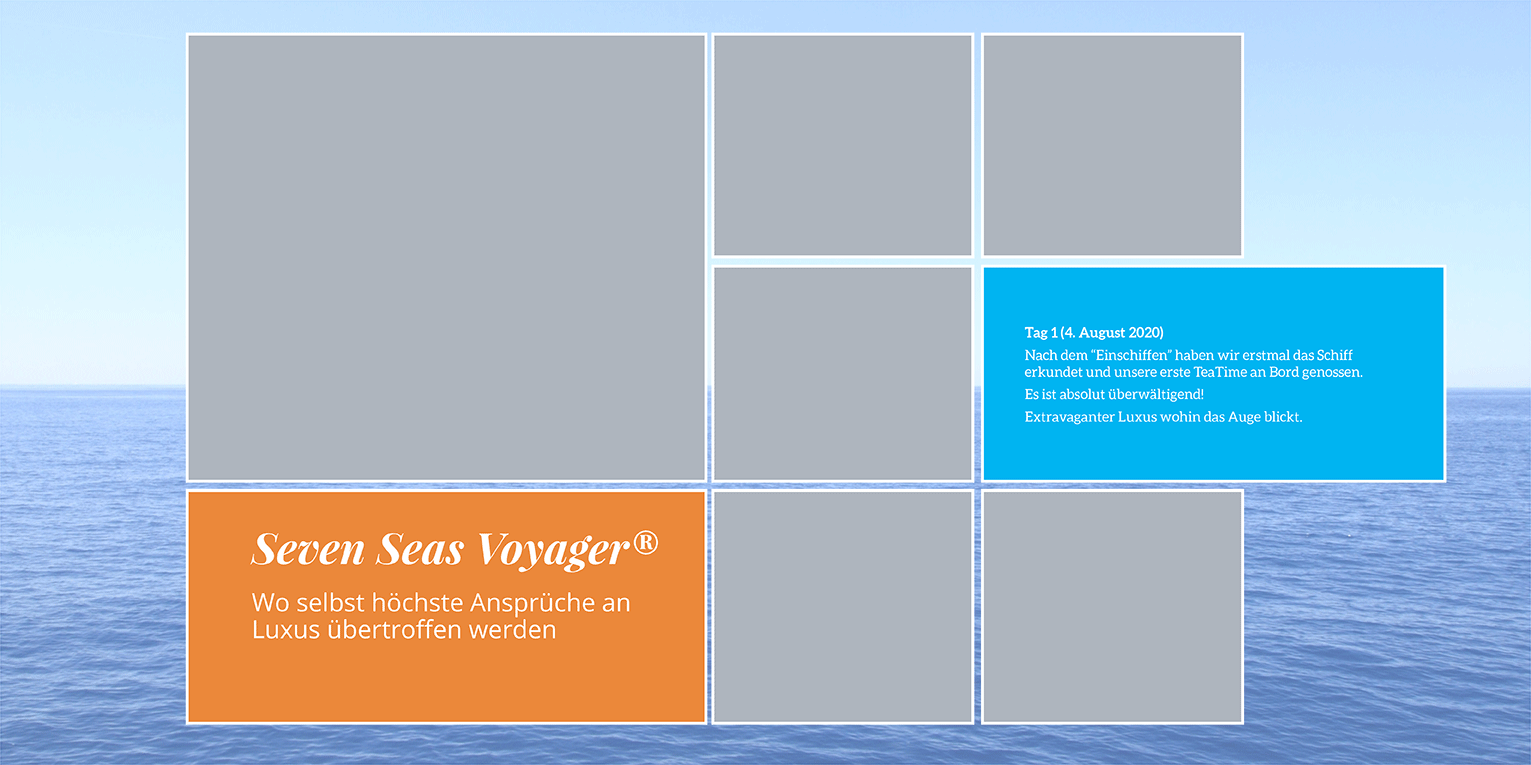 Tag 1 (4. August 2020)
Nach dem “Einschiffen” haben wir erstmal das Schiff
erkundet und unsere erste TeaTime an Bord genossen.
Es ist absolut überwältigend!
Extravaganter Luxus wohin das Auge blickt.
Seven Seas Voyager®
Wo selbst höchste Ansprüche an
Luxus übertroffen werden